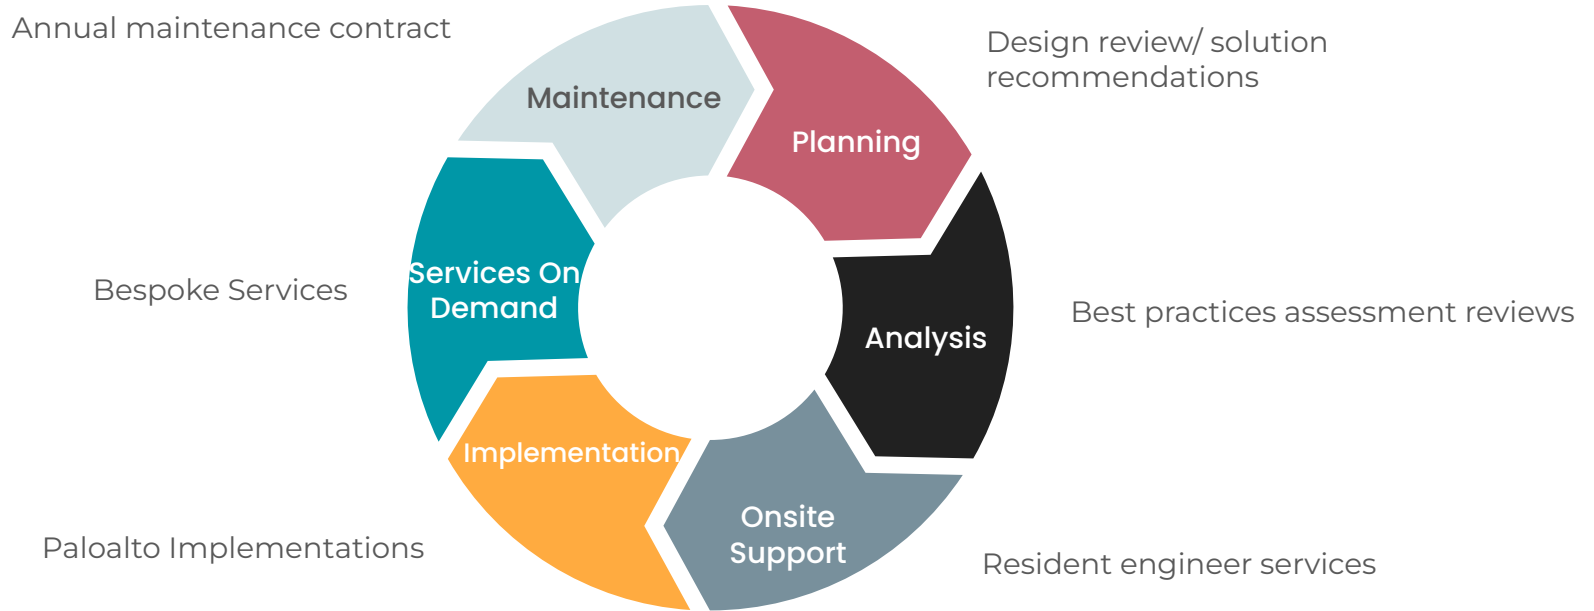 Annual maintenance contract
Maintenance
Planning
Design review/ solution
recommendations
Services On
Demand
Bespoke Services
Analysis
Best practices assessment reviews
Implementation
Paloalto Implementations
Onsite
Support
Resident engineer services